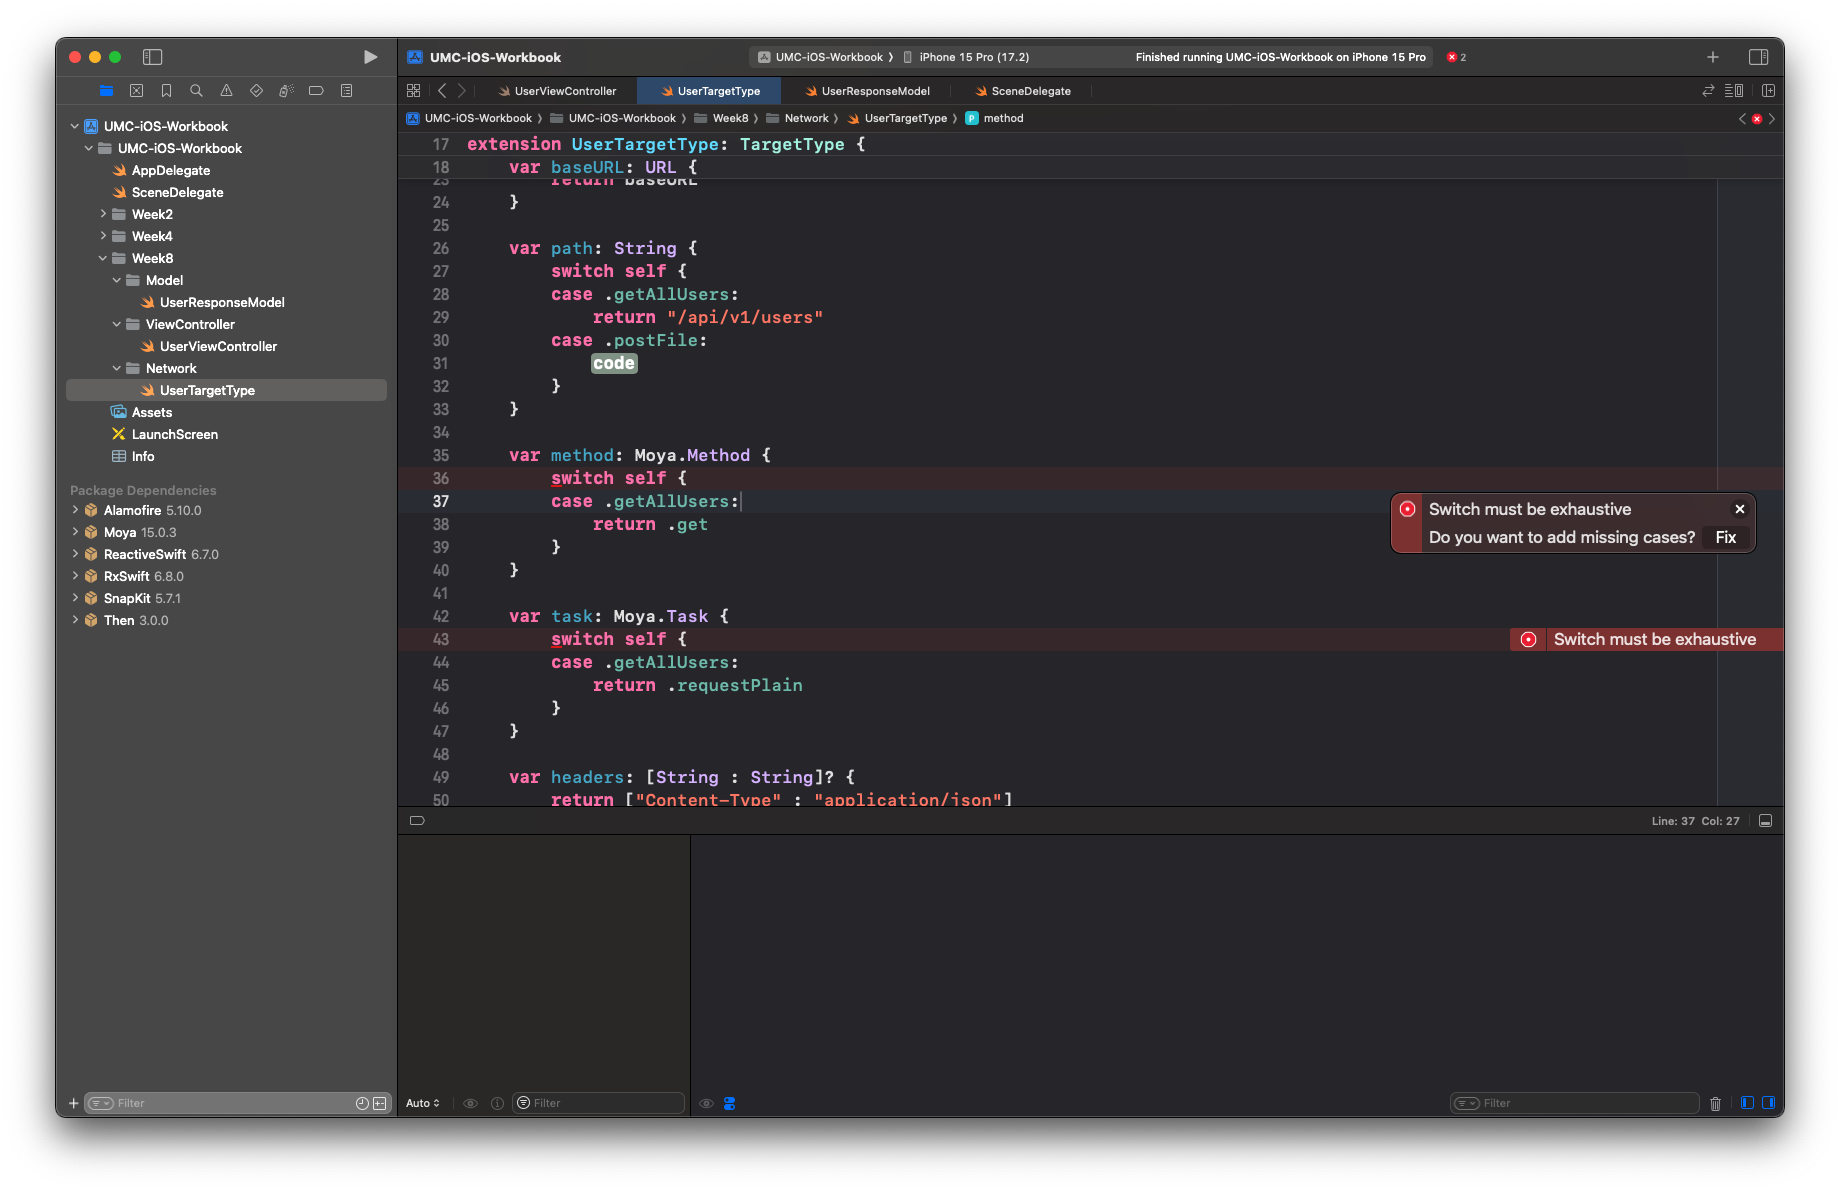 UMC-iOS-Workbook
UMC-iOS-Workbook
iPhone 15 Pro (17.2)
Finished running UMC-iOS-Workbook on iPhone 15 Pro
2
UserViewController
UserTargetType
UserResponseModel
SceneDelegate
UMC-iOS-Workbook
UMC-iOS-Workbook
Week8
Network
UserTargetType
P method
UMC-iOS-Workbook
UMC-iOS-Workbook
AppDelegate
SceneDelegate
Week2
Week4
Week8
Model
UserResponseModel
ViewController
UserViewController
Network
UserTargetType
Assets
LaunchScreen
Info
Package Dependencies
Alamofire 5.10.0
Moya 15.0.3
ReactiveSwift 6.7.0
RxSwift 6.8.0
SnapKit 5.7.1
Then 3.0.0
Filter
17 extension UserTargetType: TargetType {
18 var baseURL: URL {
23 return baseURL
24 }
25
26 var path: String {
27 switch self {
28 case .getAllUsers:
29 return "/api/v1/users"
30 case .postFile:
31 code
32 }
33 }
34
35 var method: Moya.Method {
36 switch self {
37 case .getAllUsers:
38 return .get
39 }
40 }
41
42 var task: Moya.Task {
43 switch self {
44 case .getAllUsers:
45 return .requestPlain
46 }
47 }
48
49 var headers: [String : String]? {
50 return ["Content-Type" : "application/json"]
Switch must be exhaustive
Do you want to add missing cases? Fix
Switch must be exhaustive
Line: 37 Col: 27
Auto
Filter
Filter